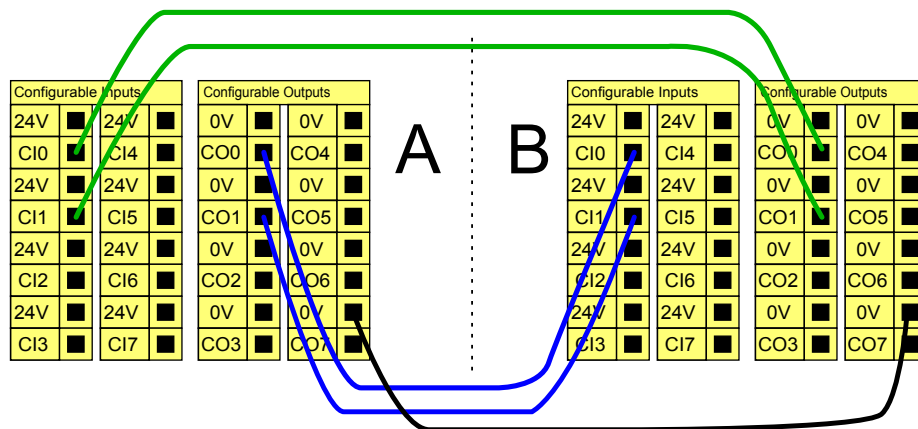 Configurable Inputs
24V 24V
CI0 CI4
24V 24V
CI1 CI5
24V 24V
CI2 CI6
24V 24V
CI3 CI7
Configurable Outputs
0V 0V
CO0 CO4
0V 0V
CO1 CO5
0V 0V
CO2 CO6
0V 0V
CO3 CO7
A
B
Configurable Inputs
24V 24V
CI0 CI4
24V 24V
CI1 CI5
24V 24V
CI2 CI6
24V 24V
CI3 CI7
Configurable Outputs
0V 0V
CO0 CO4
0V 0V
CO1 CO5
0V 0V
CO2 CO6
0V 0V
CO3 CO7